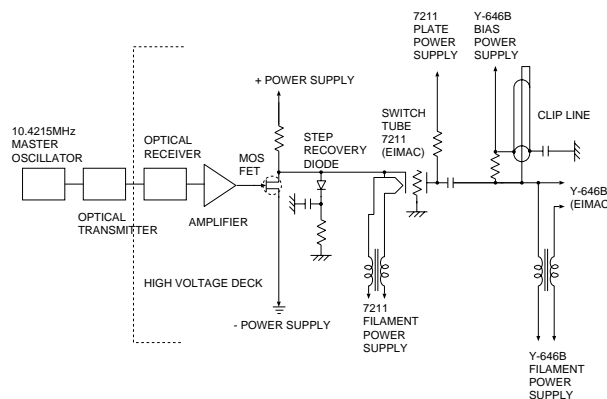 7211
PLATE
POWER
SUPPLY
Y-646B
BIAS
POWER
SUPPLY
+ POWER SUPPLY
CLIP LINE
SWITCH
TUBE
7211
(EIMAC)
STEP
RECOVERY
DIODE
10.4215MHz
MASTER
OSCILLATOR
OPTICAL
RECEIVER
MOS
FET
Y-646B
(EIMAC)
OPTICAL
TRANSMITTER
AMPLIFIER
HIGH VOLTAGE DECK
- POWER SUPPLY
7211
FILAMENT
POWER
SUPPLY
Y-646B
FILAMENT
POWER
SUPPLY